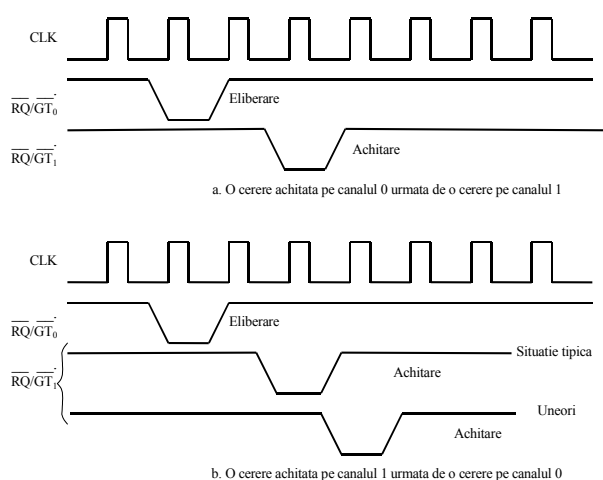 CLK
RQ/GT0
Eliberare
RQ/GT1
Achitare
a. O cerere achitata pe canalul 0 urmata de o cerere pe canalul 1
CLK
RQ/GT0
Eliberare
Situatie tipica
RQ/GT1
Achitare
Uneori
Achitare
b. O cerere achitata pe canalul 1 urmata de o cerere pe canalul 0